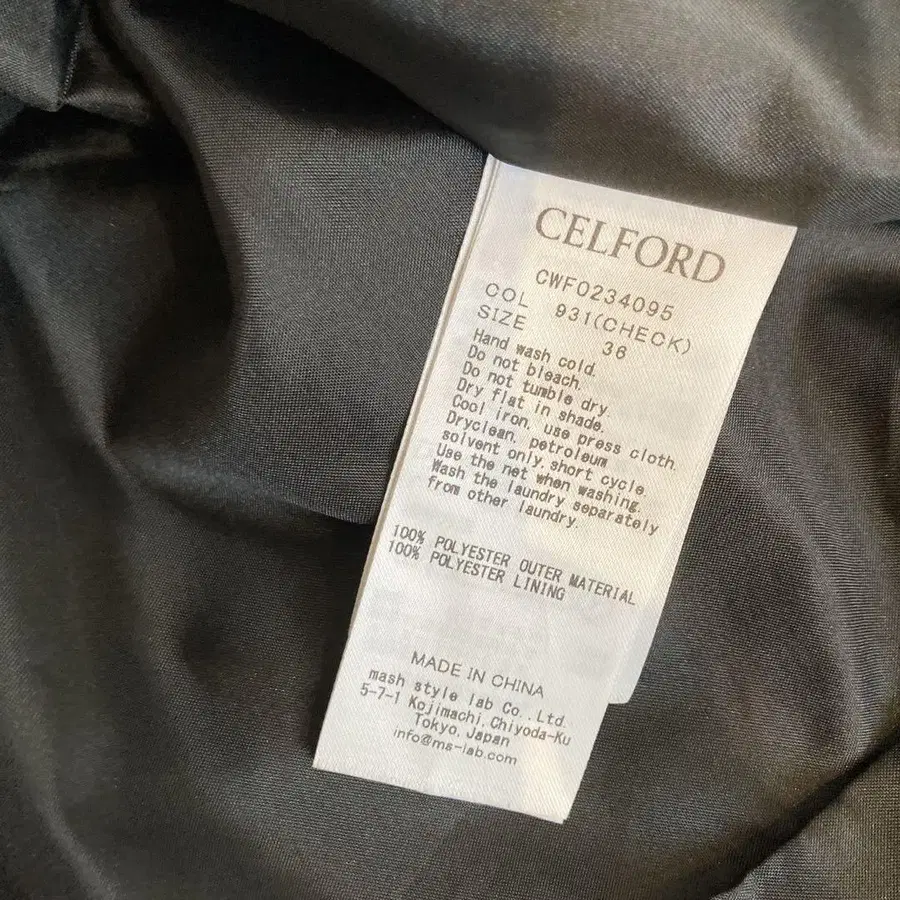 CELFORD
CWF0234095
COL 931(CHECK)
SIZE 36
Hand wash cold.
Do not bleach.
Do not tumble dry.
Dry flat in shade.
Cool iron, use press cloth.
Dryclean, petroleum
solvent only, short cycle.
Use the net when washing.
Wash the laundry separately
from other laundry.
100% POLYESTER OUTER MATERIAL
100% POLYESTER LINING
MADE IN CHINA
mash style lab Co., Ltd.
5-7-1 Kojimachi, Chiyoda-Ku
Tokyo, Japan
info@ms-lab.com